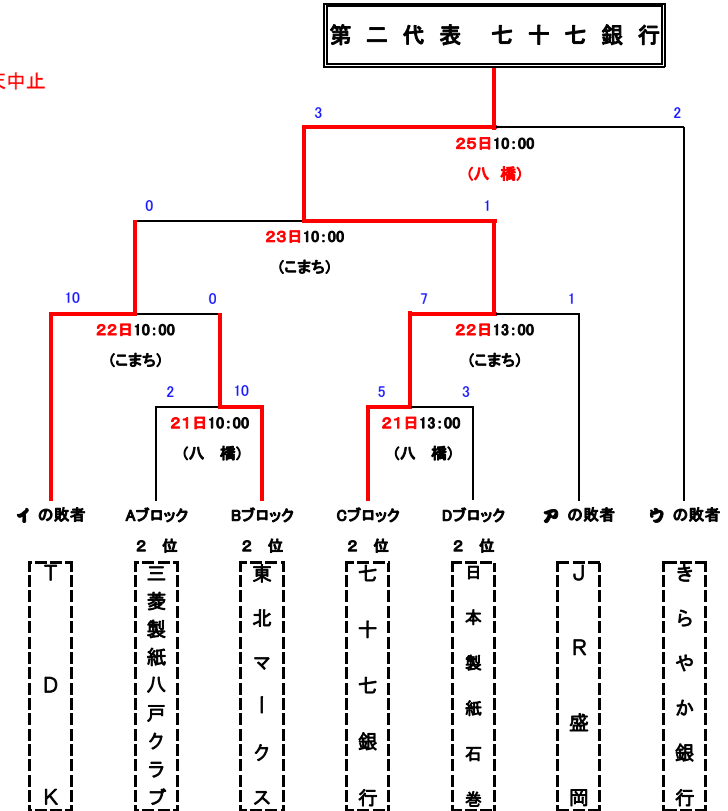 第二代表 七十七銀行
天中止
3 2
25日10:00
(八 橋)
0 1
23日10:00
(こまち)
10 0 7 1
22日10:00 22日13:00
(こまち) (こまち)
2 10 5 3
21日10:00 21日13:00
(八 橋) (八 橋)
イ の敗者 Aブロック Bブロック Cブロック Dブロック ア の敗者 ウ の敗者
2 位 2 位 2 位 2 位
TDK
三菱製紙八戸クラブ
東北マークス
七十七銀行
日本製紙石巻
JR盛岡
きらやか銀行